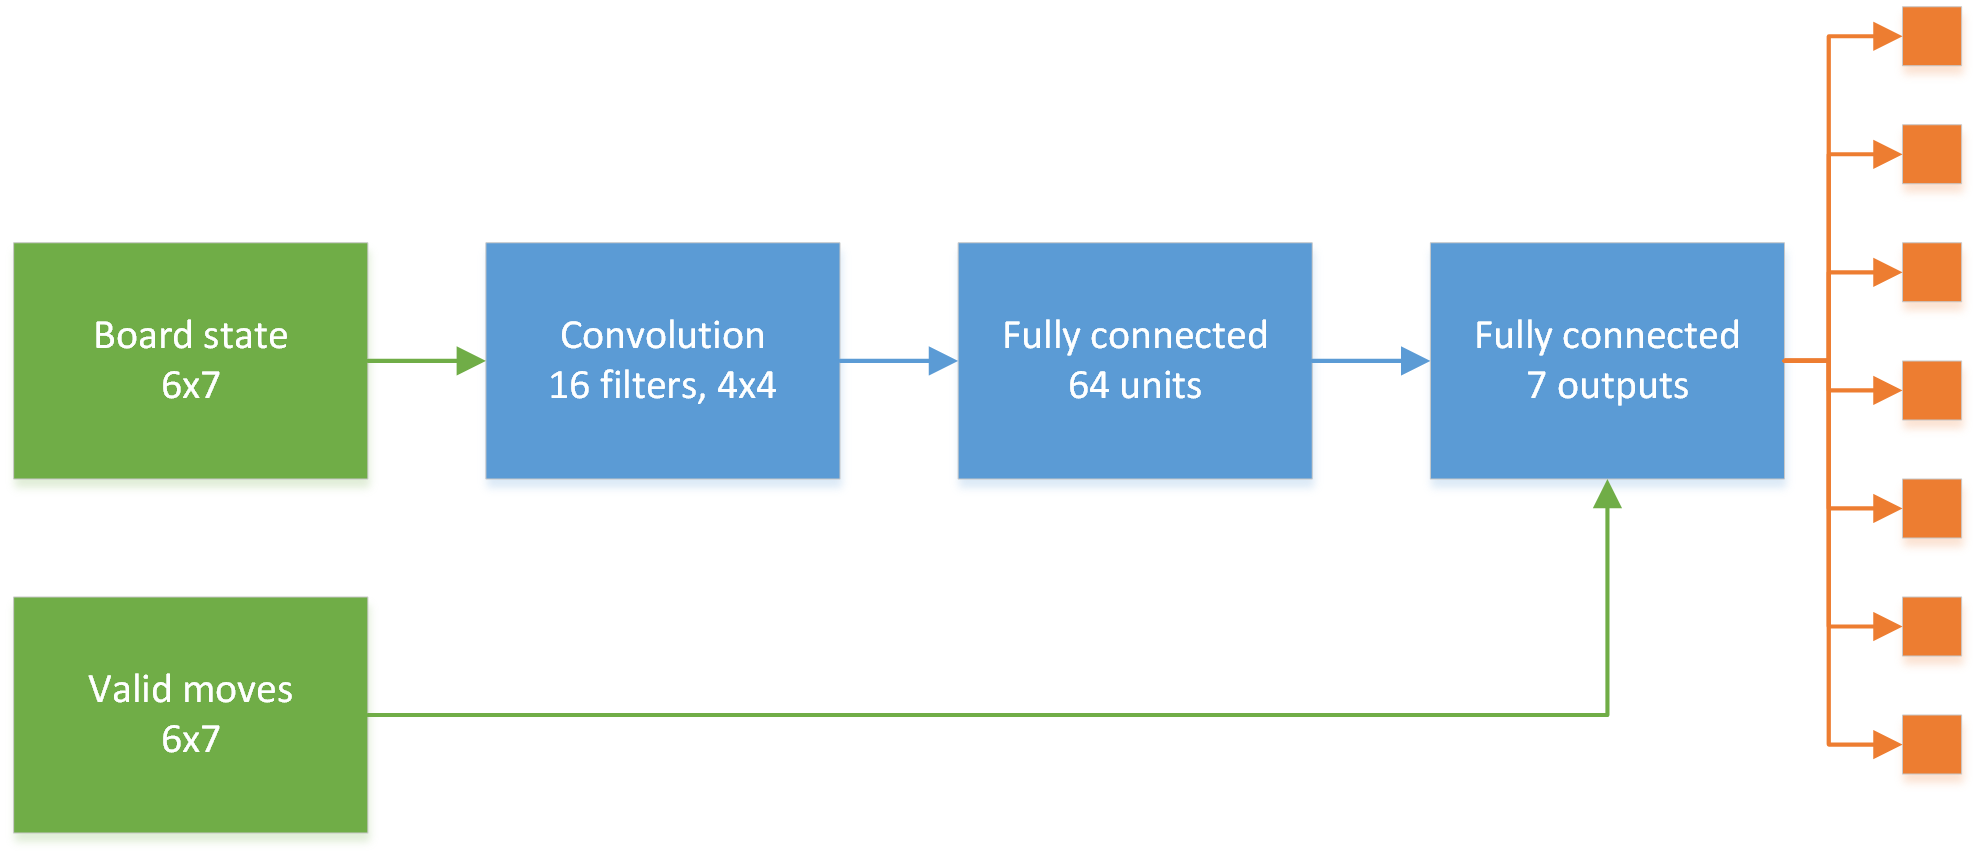 Board state
6x7
Convolution
16 filters, 4x4
Fully connected
64 units
Fully connected
7 outputs
Valid moves
6x7